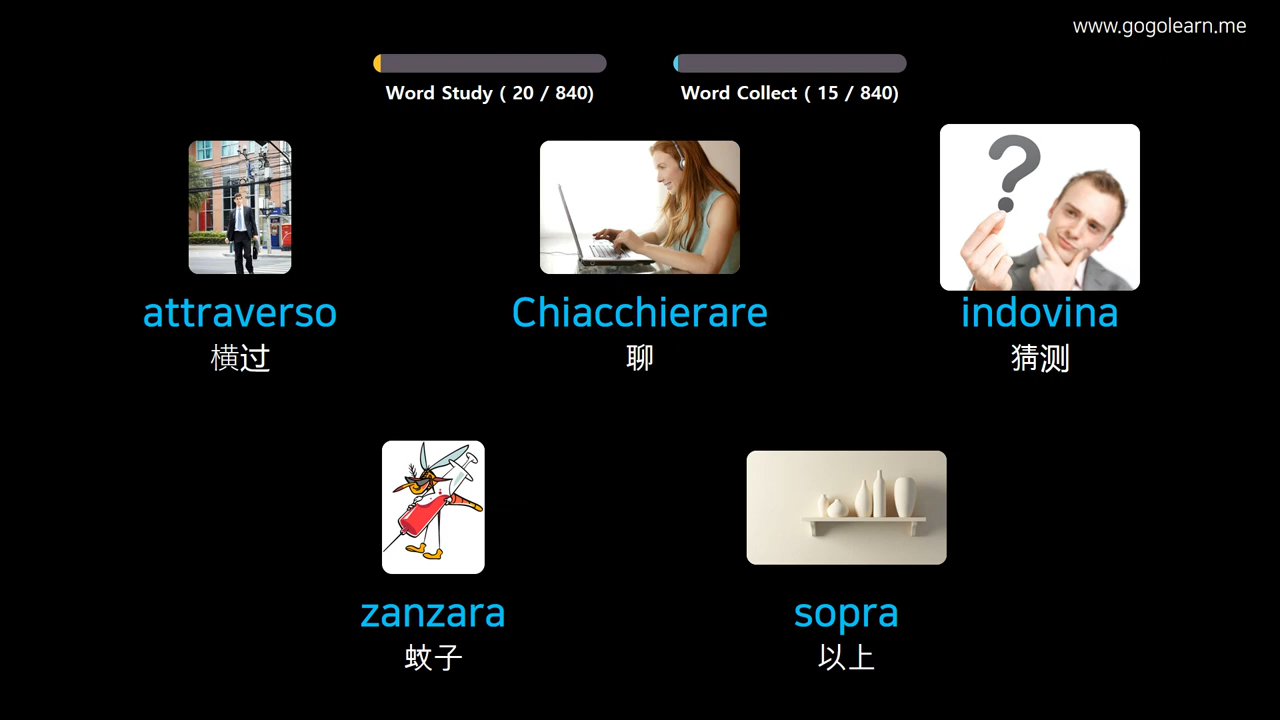 www.gogolearn.me
Word Study ( 20 / 840)
Word Collect ( 15 / 840)
attraverso
横过
Chiacchierare
聊
indovina
猜测
zanzara
蚊子
sopra
以上